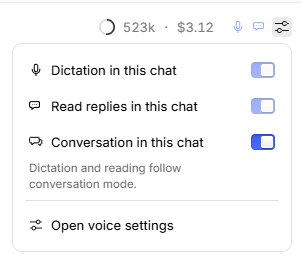 523k · $3.12
Dictation in this chat
Read replies in this chat
Conversation in this chat
Dictation and reading follow
conversation mode.
Open voice settings